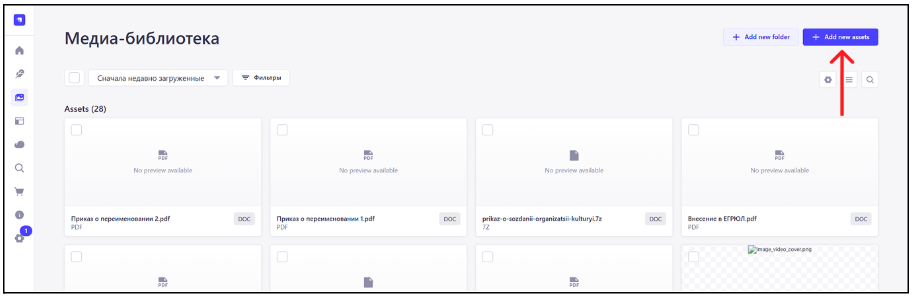 Медиа-библиотека
+ Add new folder
+ Add new assets
Сначала недавно загруженные
Фильтры
Assets (28)
PDF
No preview available
PDF
No preview available
No preview available
PDF
No preview available
Приказ о переименовании 2.pdf
DOC
PDF
Приказ о переименовании 1.pdf
DOC
PDF
prikaz-o-sozdanii-organizatsii-kulturyi.7z
DOC
7Z
Внесение в ЕГРЮЛ.pdf
DOC
PDF
1
image_video_cover.png
PDF
PDF